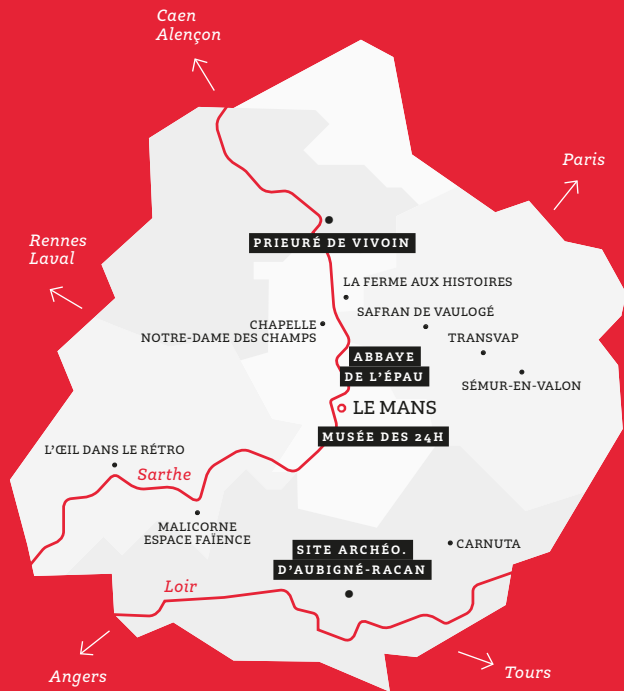 Caen
Alençon
Paris
Rennes
Laval
PRIEURÉ DE VIVOIN
LA FERME AUX HISTOIRES
SAFRAN DE VAULOGÉ
CHAPELLE
NOTRE-DAME DES CHAMPS
TRANSVAP
ABBAYE
DE L'ÉPAU
SÉMUR-EN-VALON
LE MANS
MUSÉE DES 24H
L'ŒIL DANS LE RÉTRO
Sarthe
MALICORNE
ESPACE FAÏENCE
SITE ARCHÉO.
D'AUBIGNÉ-RACAN
CARNUTA
Loir
Angers
Tours